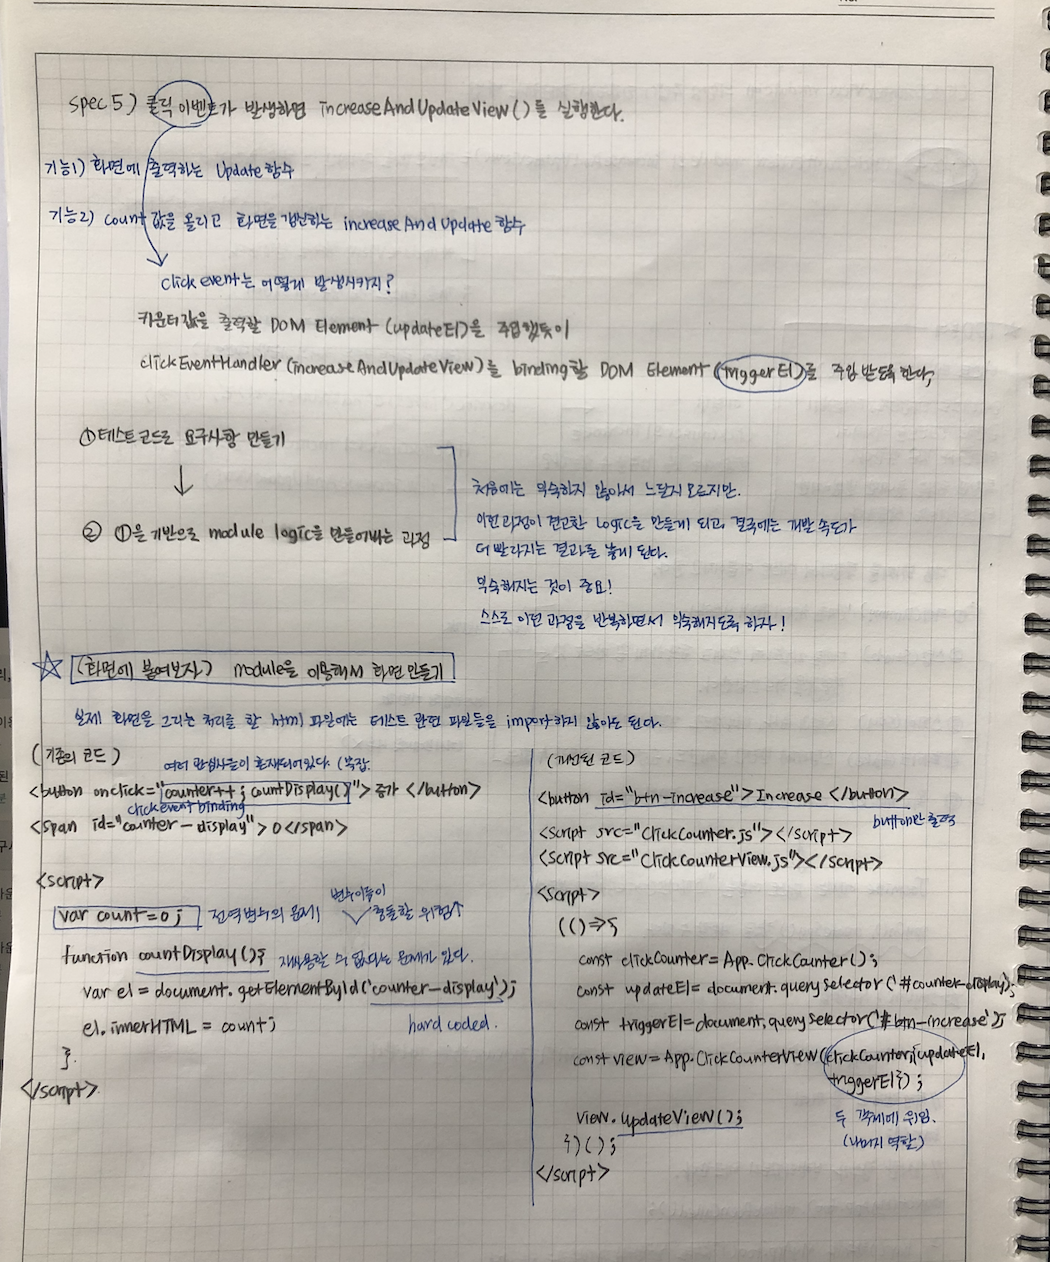 spec 5) 클릭 이벤트가 발생하면 increaseAndUpdateView()를 실행한다.
기능1) 화면에 출력하는 Update 함수
기능2) count 값을 올리고 화면을 갱신하는 increaseAndUpdate 함수
click event는 어떻게 발생시키지?
카운터 값을 출력할 DOM Element (updateEl)을 주입했듯이
clickEventHandler (increaseAndUpdateView)를 binding할 DOM Element (triggerEl)를 주입 받도록 한다,
① 테스트 코드로 요구사항 만들기
↓
② ①을 기반으로 module logic을 만들어내는 과정
처음에는 익숙하지 않아서 느릴지 모르지만.
이런 과정이 견고한 logic을 만들게 되고, 결국에는 개발 속도가
더 빨라지는 결과를 낳게 된다.
익숙해지는 것이 중요!
스스로 이런 과정을 반복하면서 익숙해지도록 하자!
☆ (화면에 붙여보자) module을 이용해서 화면 만들기
실제 화면을 그리는 처리를 할 html 파일에는 테스트 관련 파일들을 import하지 않아도 된다.
(기존의 코드)
여러 관심사들이 혼재되어있다. (복잡.
<button onclick="counter++; countDisplay()">증가</button>
click event binding
<span id="counter-display">0</span>
<script>
var count=0; 전역변수의 문제
변수이름이
충돌할 위험↑
function countDisplay(){ 재사용할 수 없다는 문제가 있다.
var el = document.getElementById('counter-display');
el.innerHTML = count; hard coded.
}.
</script>
(개선된 코드)
<button id="btn-increase">Increase</button>
button만 출력
<script src="ClickCounter.js"></script>
<script src="ClickCounterView.js"></script>
<script>
(()=>{
const clickCounter = App.ClickCounter();
const updateEl = document.querySelector('#counter-display');
const triggerEl = document.querySelector('#btn-increase');
const view = App.ClickCounterView(clickCounter,{updateEl,
triggerEl});
view.updateView(); 두 객체에 위임.
})(); (나머지 역할)
</script>